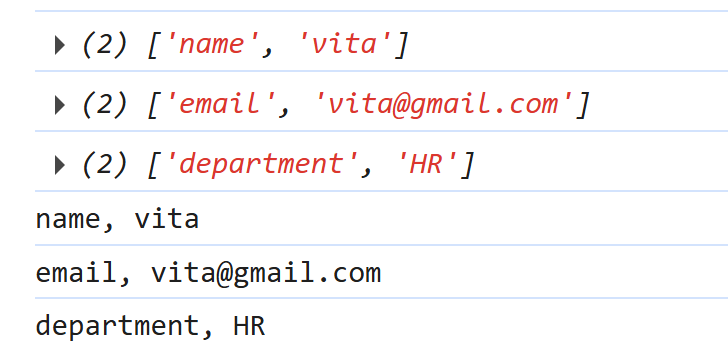 (2) ['name', 'vita']
(2) ['email', 'vita@gmail.com']
(2) ['department', 'HR']
name, vita
email, vita@gmail.com
department, HR